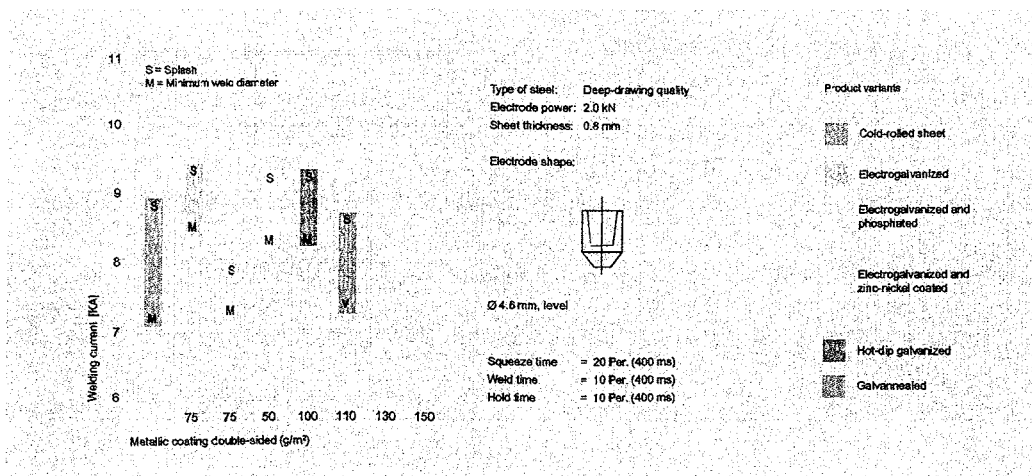 11
S = Splash
M = Minimum weld diameter
10
9
8
7
6
Welding current [KA]
S
M
S
M
S
M
S
M
S
M
S
75 75 50 100 110 130 150
Metallic coating double-sided (g/m²)
Type of steel: Deep-drawing quality
Electrode power: 2.0 kN
Sheet thickness: 0.8 mm
Electrode shape:
Ø 4.6 mm, level
Squeeze time = 20 Per. (400 ms)
Weld time = 10 Per. (400 ms)
Hold time = 10 Per. (400 ms)
Product variants
Cold-rolled sheet
Electrogalvanized
Electrogalvanized and
phosphated
Electrogalvanized and
zinc-nickel coated
Hot-dip galvanized
Galvannealed